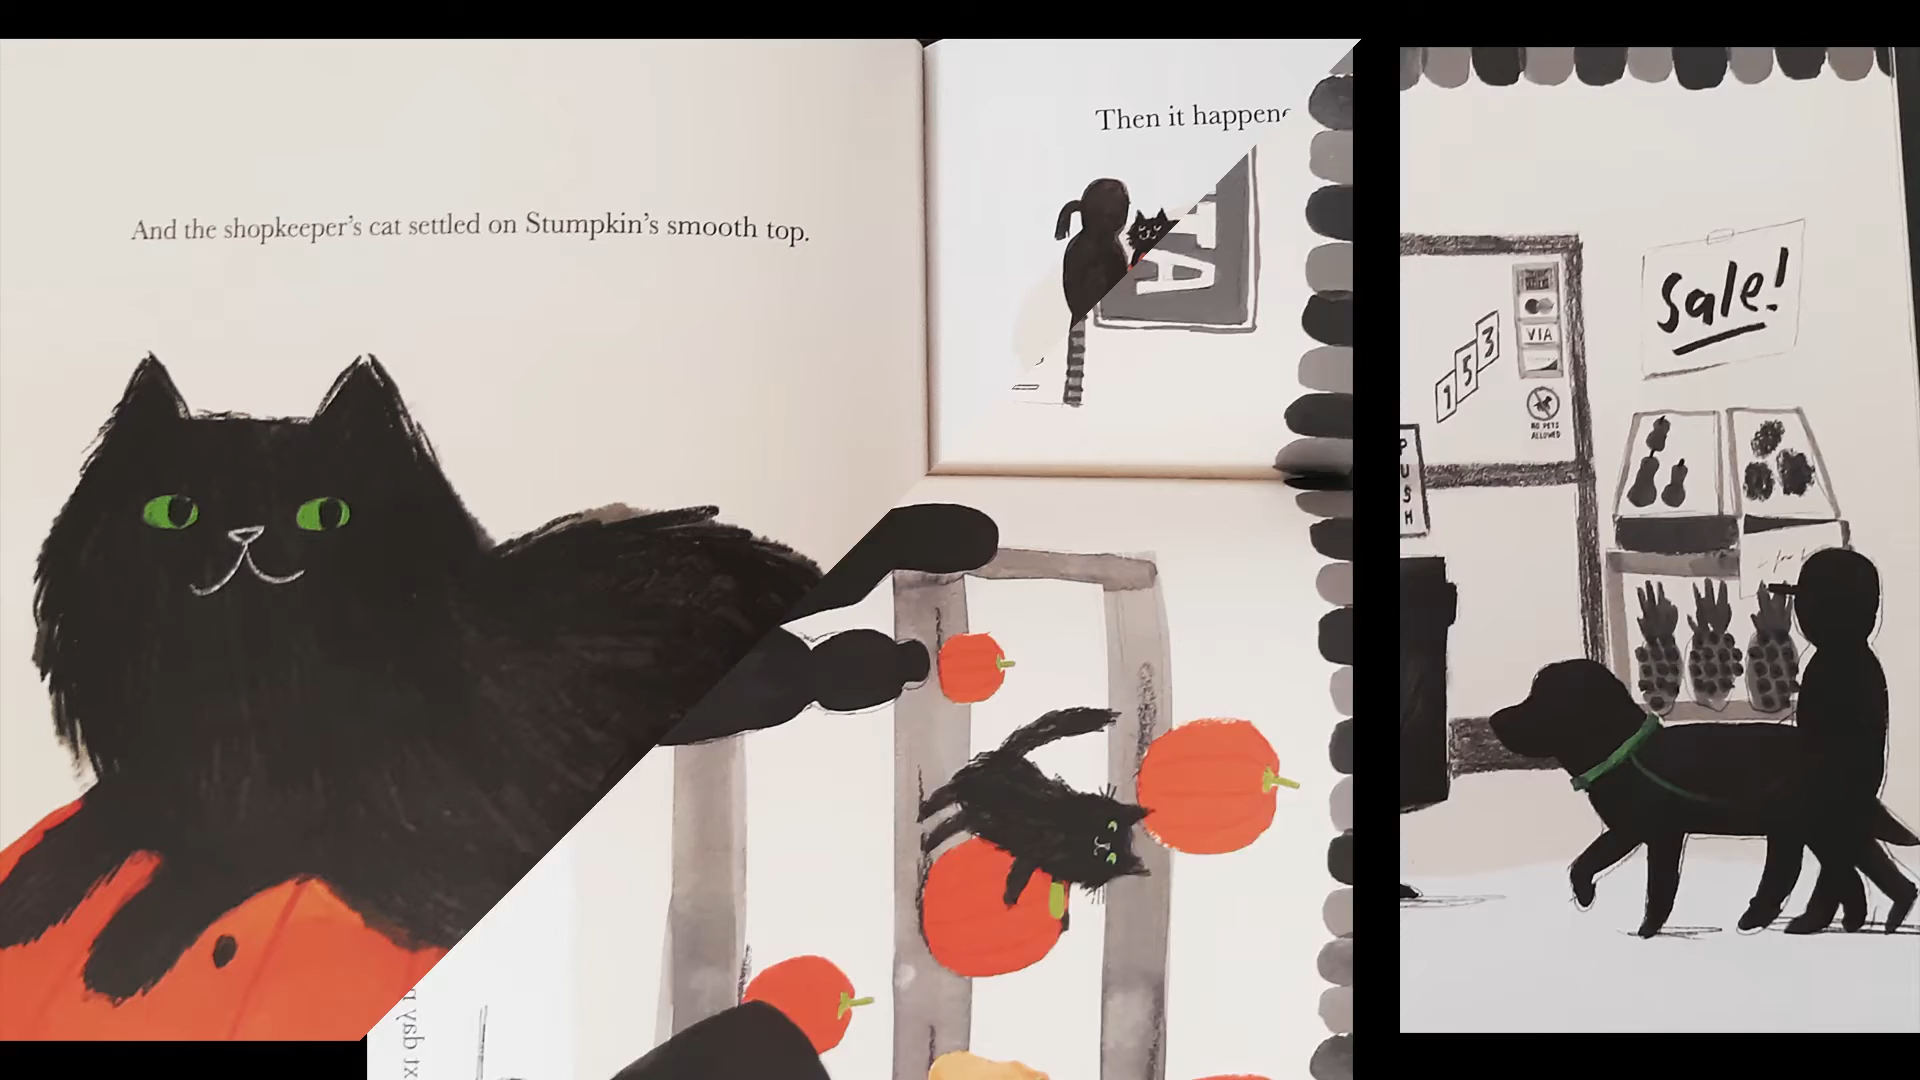 And the shopkeeper's cat settled on Stumpkin's smooth top.
Then it happen
TA
Sale!
153
VIA
NO PETS
ALLOWED
PUSH